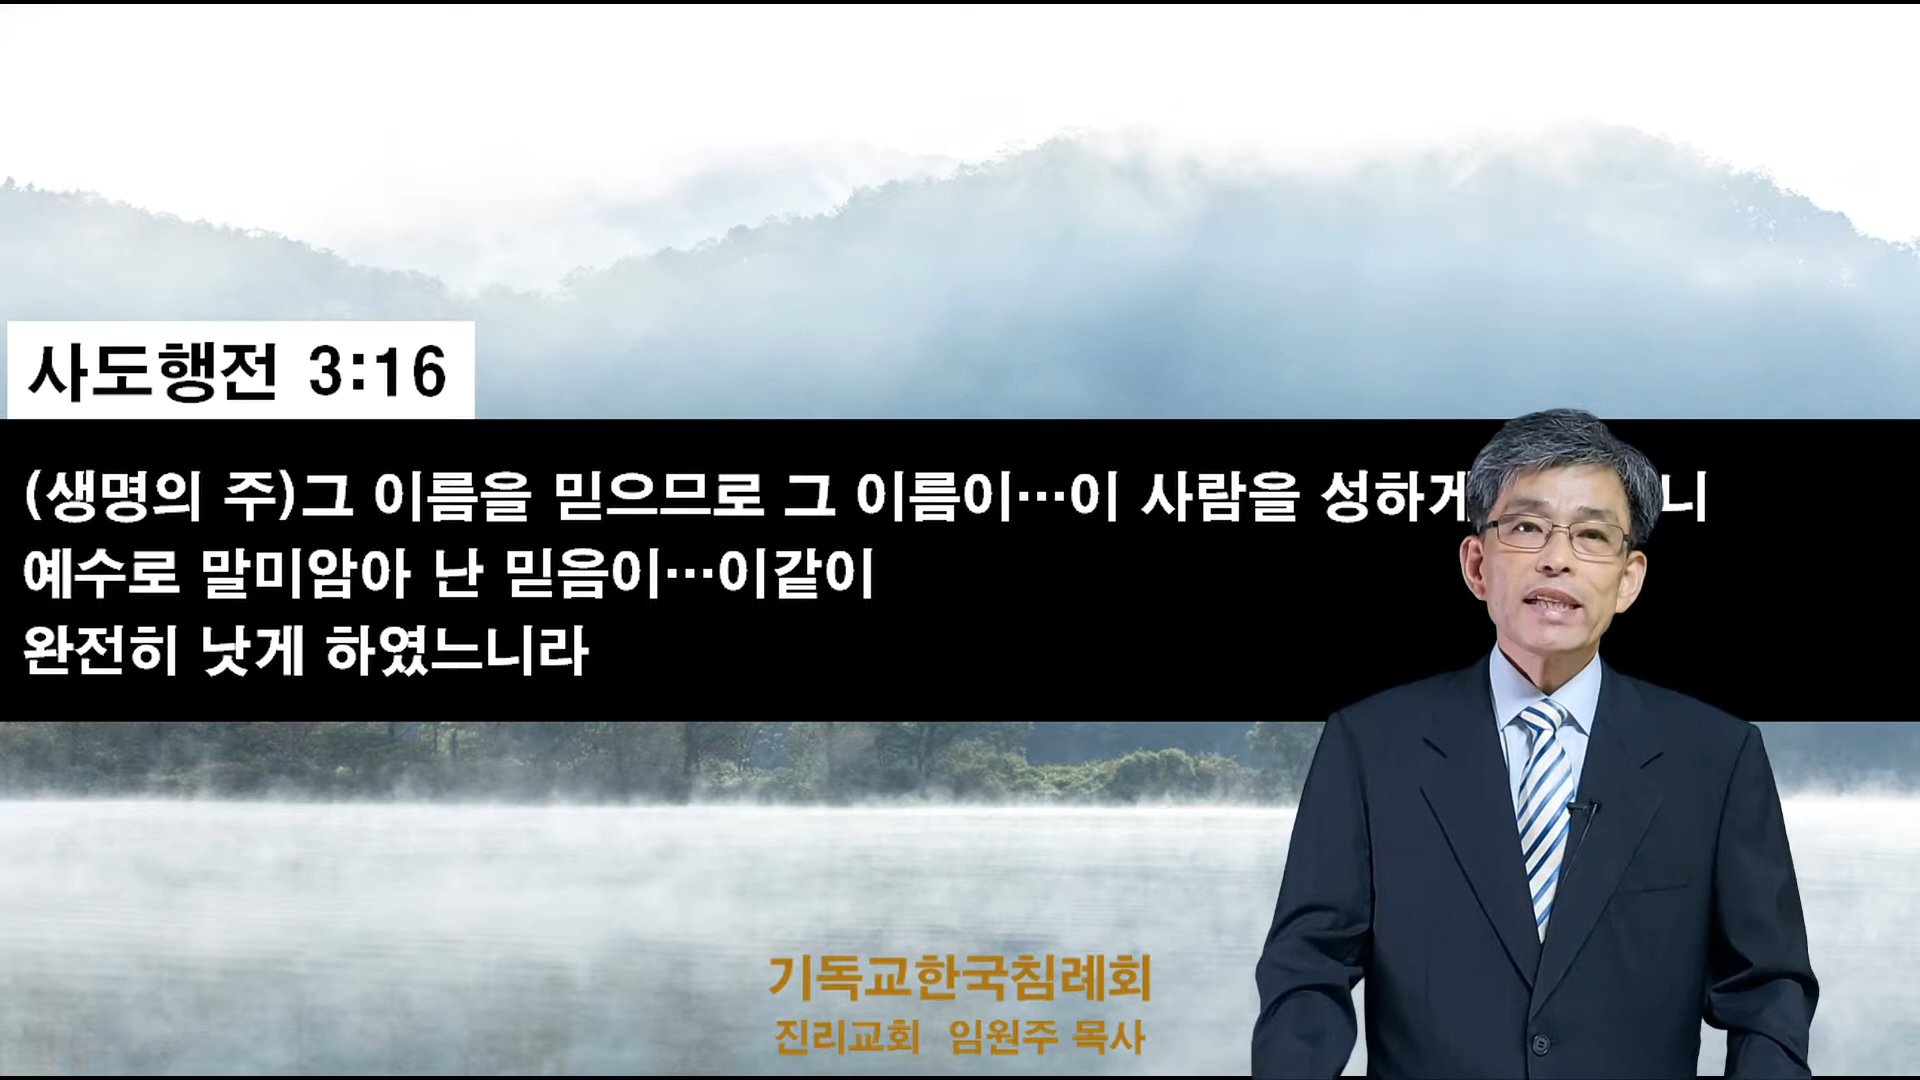 사도행전 3:16
(생명의 주)그 이름을 믿으므로 그 이름이…이 사람을 성하게 니
예수로 말미암아 난 믿음이…이같이
완전히 낫게 하였느니라
기독교한국침례회
진리교회 임원주 목사